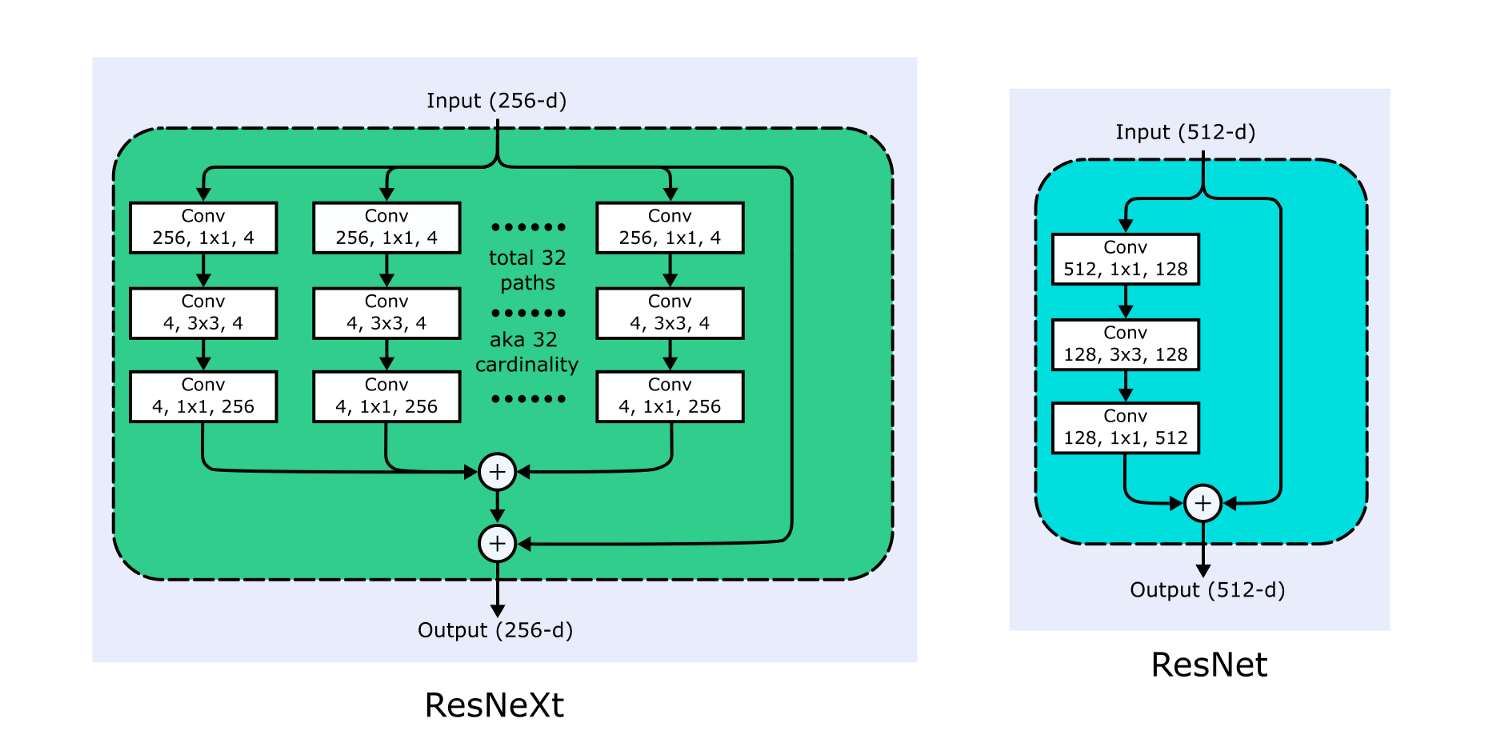 Input (256-d)
Conv
256, 1x1, 4
Conv
4, 3x3, 4
Conv
4, 1x1, 256
Conv
256, 1x1, 4
Conv
4, 3x3, 4
Conv
4, 1x1, 256
total 32
paths
aka 32
cardinality
Conv
256, 1x1, 4
Conv
4, 3x3, 4
Conv
4, 1x1, 256
+
+
Output (256-d)
ResNeXt
Input (512-d)
Conv
512, 1x1, 128
Conv
128, 3x3, 128
Conv
128, 1x1, 512
+
Output (512-d)
ResNet